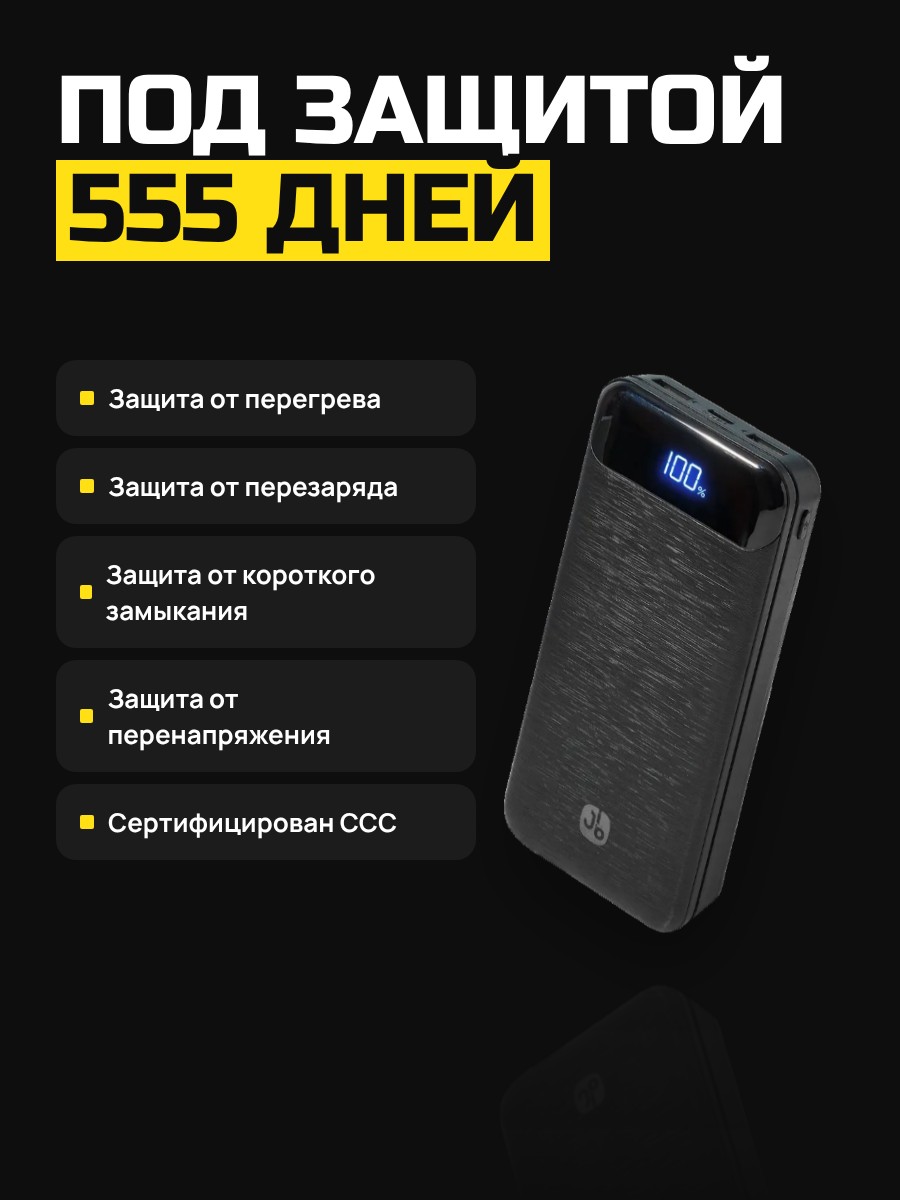 ПОД ЗАЩИТОЙ
555 ДНЕЙ
Защита от перегрева
Защита от перезаряда
Защита от короткого
замыкания
Защита от
перенапряжения
Сертифицирован ССС
100%